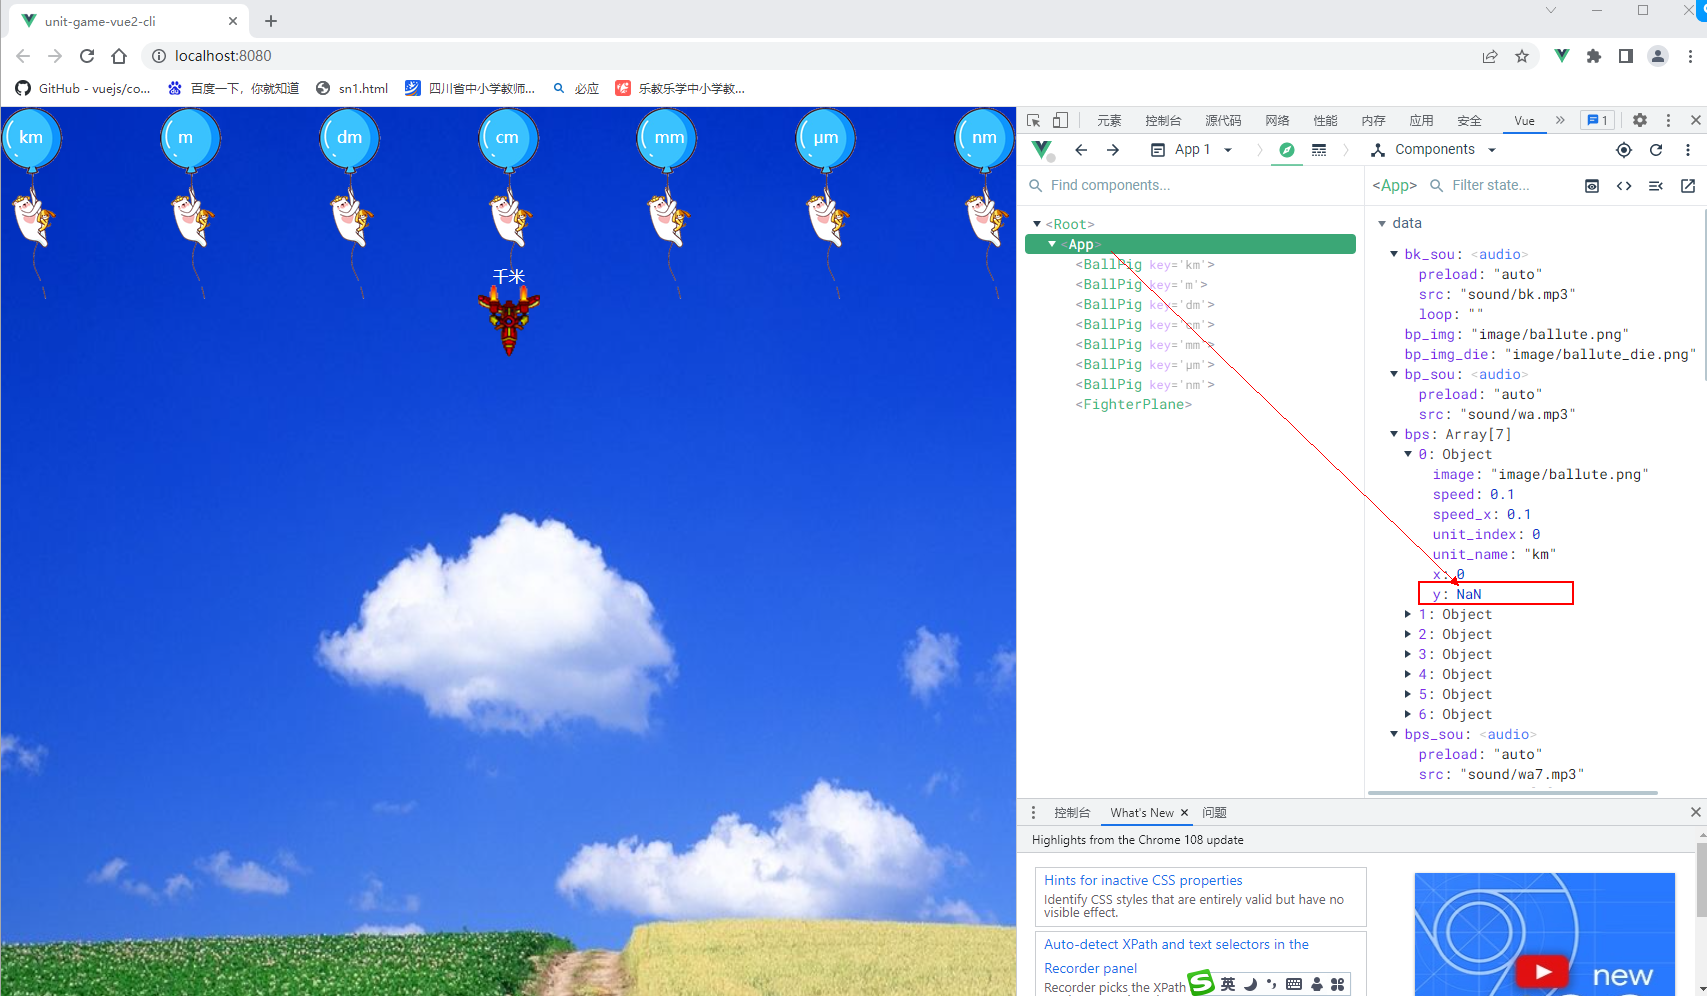 unit-game-vue2-cli
localhost:8080
GitHub - vuejs/co...
百度一下，你就知道
sn1.html
四川省中小学教师...
必应
乐教乐学中小学教...
km
m
dm
cm
mm
µm
nm
千米
元素
控制台
源代码
网络
性能
内存
应用
安全
Vue
»
1
App 1
Components
Find components...
<App>
Filter state...
<Root>
<App>
<BallPig key='km'>
<BallPig key='m'>
<BallPig key='dm'>
<BallPig key='cm'>
<BallPig key='mm'>
<BallPig key='µm'>
<BallPig key='nm'>
<FighterPlane>
data
bk_sou: <audio>
preload: "auto"
src: "sound/bk.mp3"
loop: ""
bp_img: "image/ballute.png"
bp_img_die: "image/ballute_die.png"
bp_sou: <audio>
preload: "auto"
src: "sound/wa.mp3"
bps: Array[7]
0: Object
image: "image/ballute.png"
speed: 0.1
speed_x: 0.1
unit_index: 0
unit_name: "km"
x: 0
y: NaN
1: Object
2: Object
3: Object
4: Object
5: Object
6: Object
bps_sou: <audio>
preload: "auto"
src: "sound/wa7.mp3"
控制台
What's New
问题
Highlights from the Chrome 108 update
Hints for inactive CSS properties
Identify CSS styles that are entirely valid but have no
visible effect.
Auto-detect XPath and text selectors in the
Recorder panel
Recorder picks the XPath
英
new